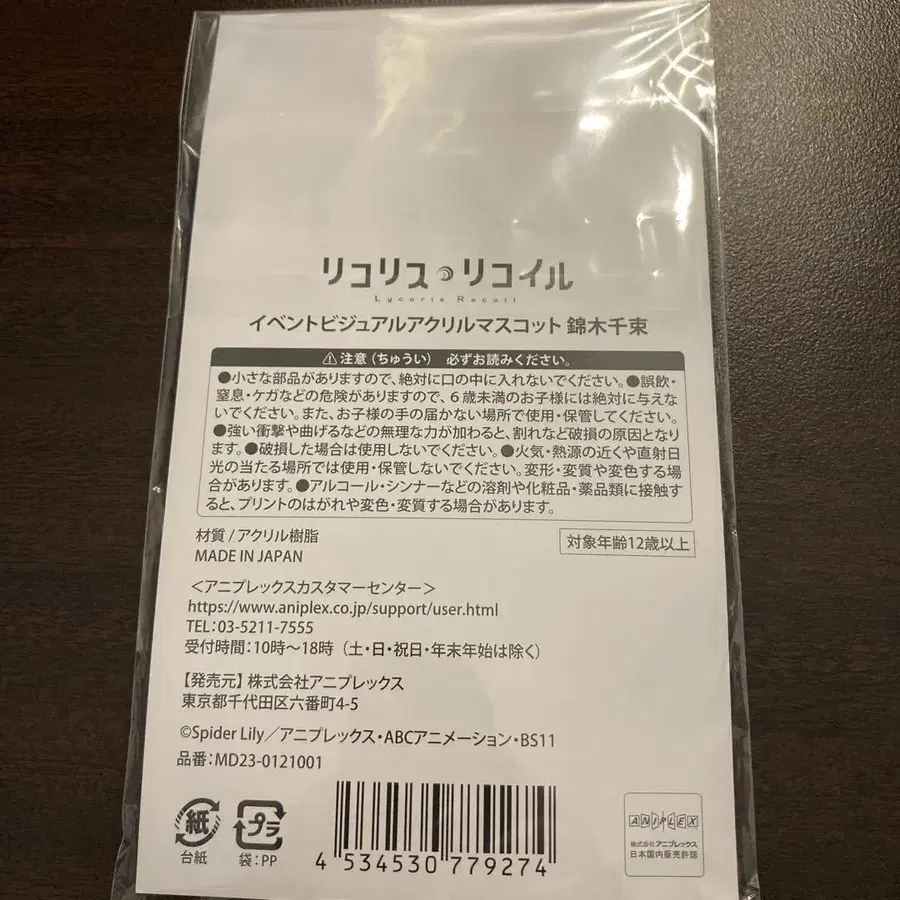 リコリス・リコイル
Lycoris Recoil
イベントビジュアルアクリルマスコット 錦木千束
⚠注意（ちゅうい） 必ずお読みください。
●小さな部品がありますので、絶対に口の中に入れないでください。●誤飲・
窒息・ケガなどの危険がありますので、６歳未満のお子様には絶対に与えな
いでください。また、お子様の手の届かない場所で使用・保管してください。
●強い衝撃や曲げるなどの無理な力が加わると、割れなど破損の原因となり
ます。●破損した場合は使用しないでください。●火気・熱源の近くや直射日
光の当たる場所では使用・保管しないでください。変形・変質や変色する場
合があります。●アルコール・シンナーなどの溶剤や化粧品・薬品類に接触す
ると、プリントのはがれや変色・変質する場合があります。
材質/アクリル樹脂
MADE IN JAPAN
対象年齢12歳以上
＜アニプレックスカスタマーセンター＞
https://www.aniplex.co.jp/support/user.html
TEL:03-5211-7555
受付時間：10時～18時（土・日・祝日・年末年始は除く）
【発売元】株式会社アニプレックス
東京都千代田区六番町4-5
©Spider Lily／アニプレックス・ABCアニメーション・BS11
品番：MD23-0121001
紙
台紙
プラ
袋：PP
4 534530 779274
ANIPLEX
株式会社アニプレックス
日本国内販売許諾